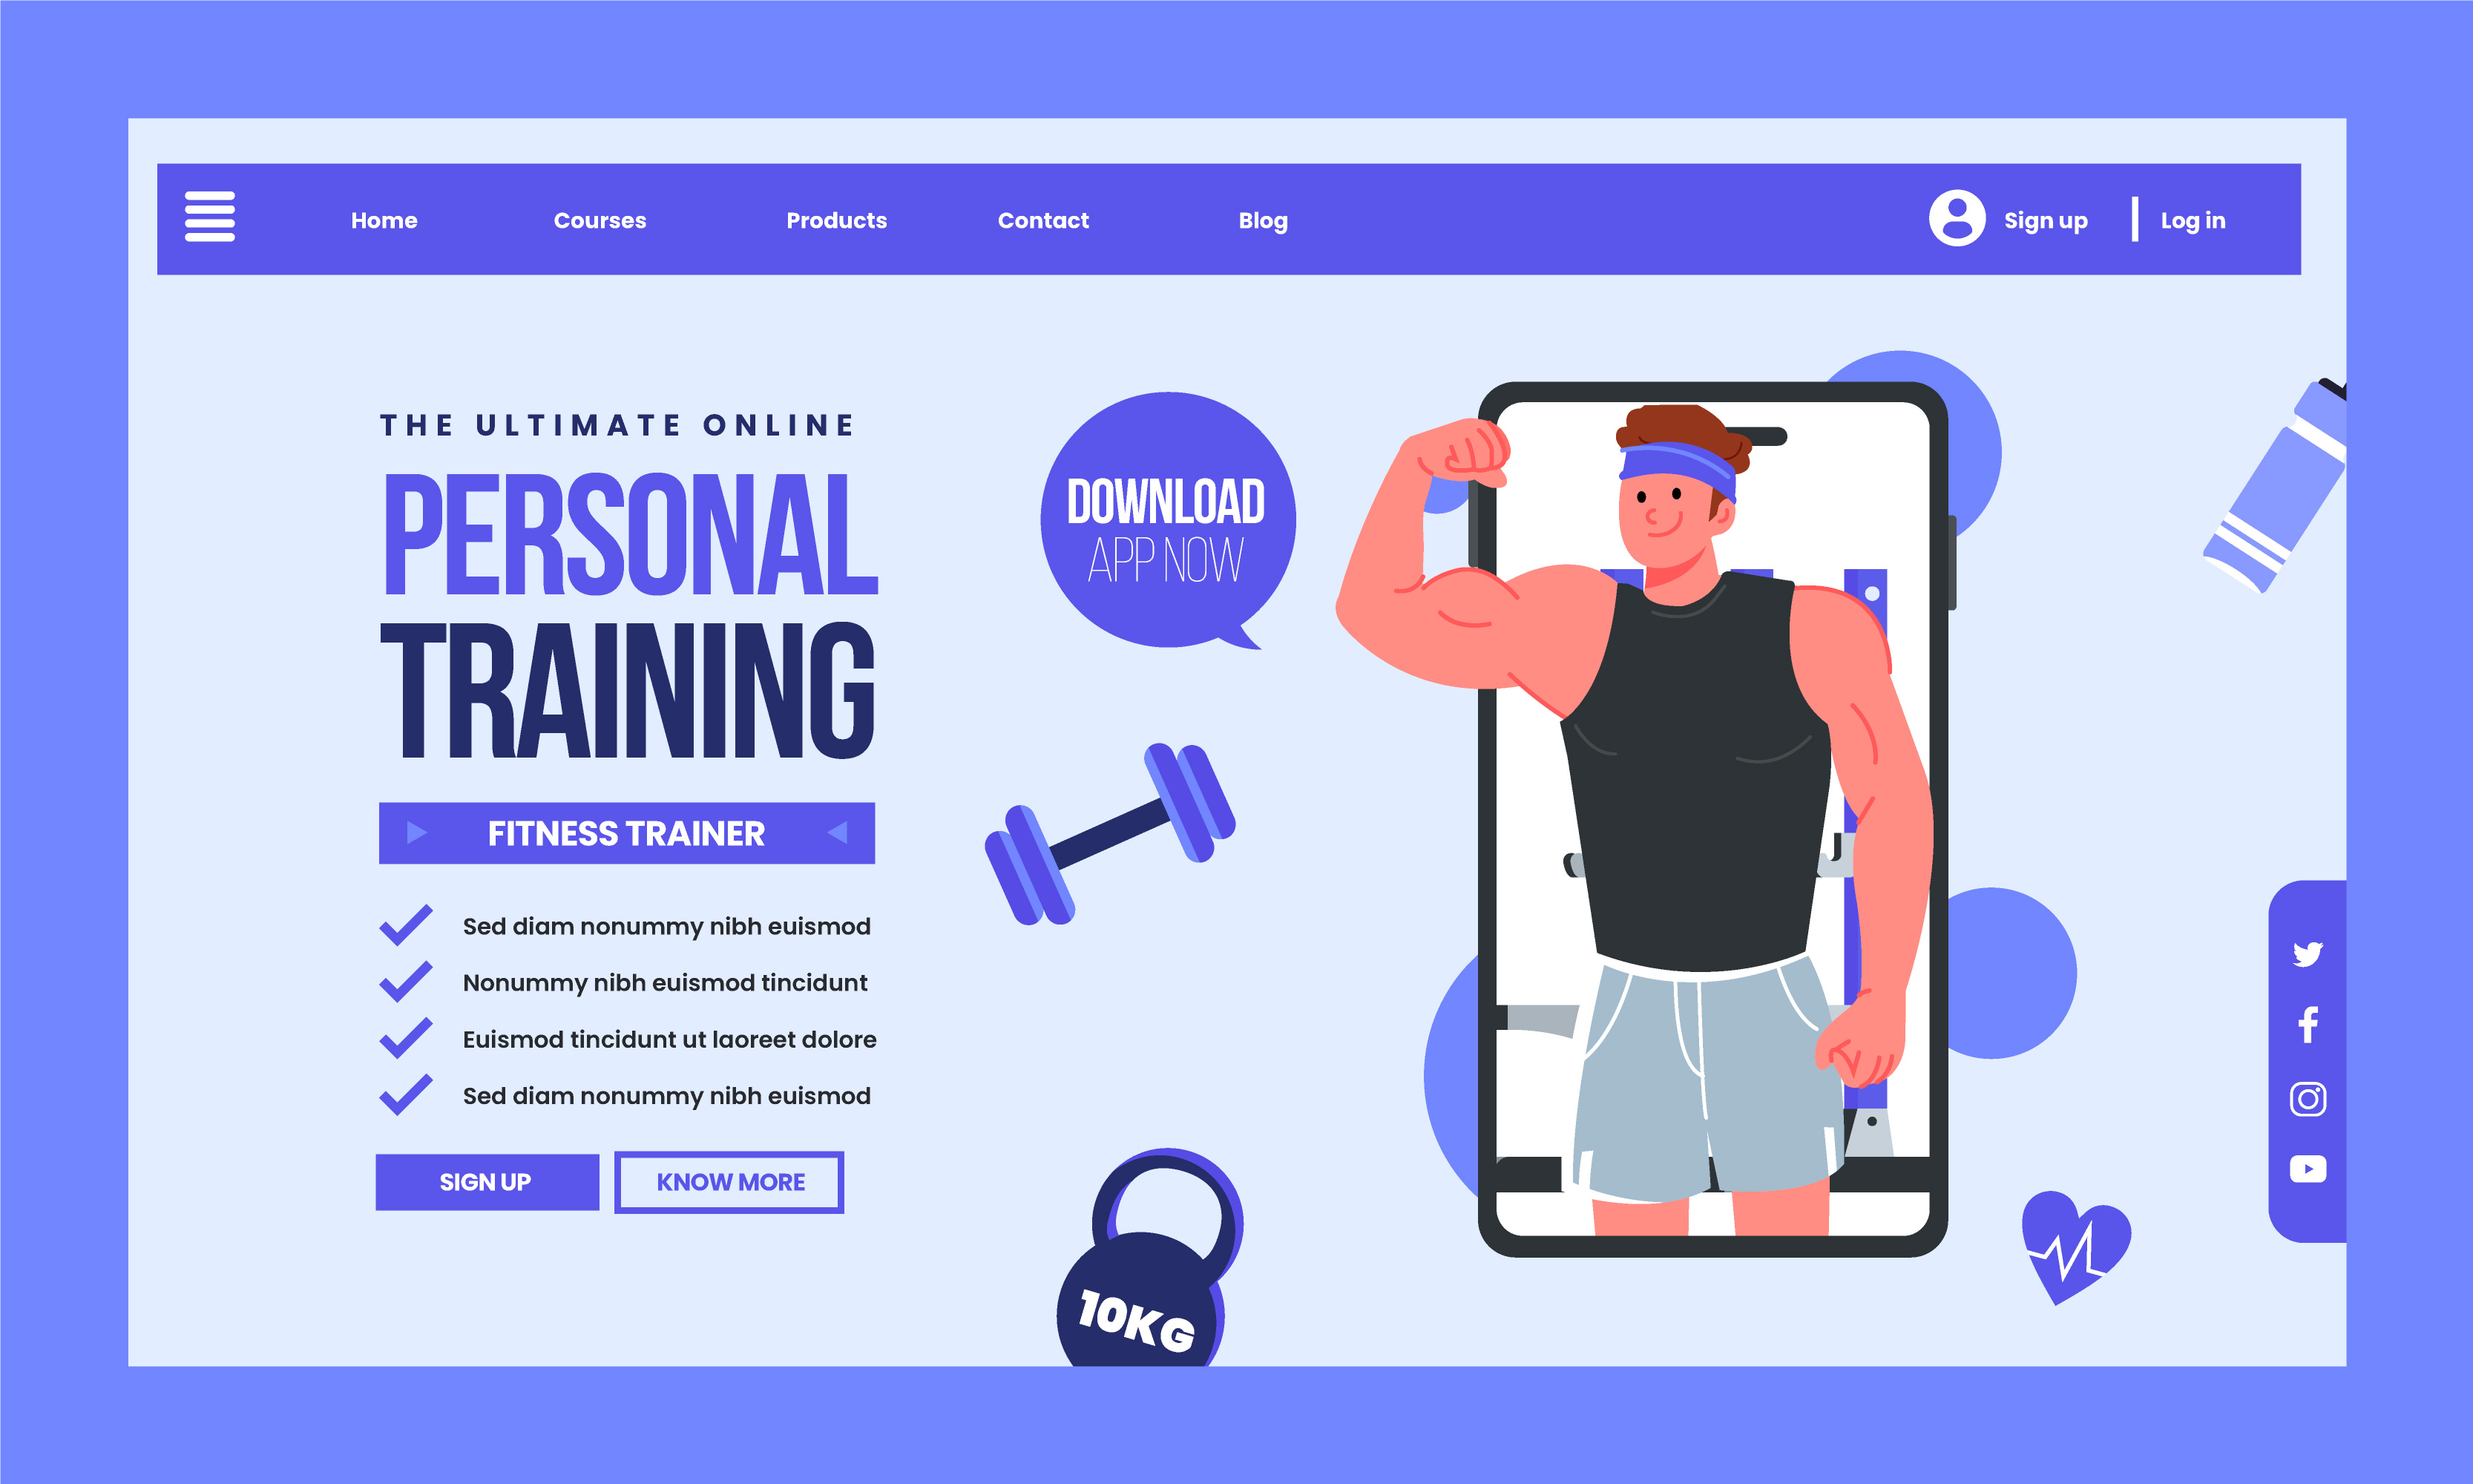 Home Courses Products Contact Blog Sign up Log in
THE ULTIMATE ONLINE
PERSONAL
TRAINING
FITNESS TRAINER
Sed diam nonummy nibh euismod
Nonummy nibh euismod tincidunt
Euismod tincidunt ut laoreet dolore
Sed diam nonummy nibh euismod
SIGN UP KNOW MORE
DOWNLOAD
APP NOW
10KG